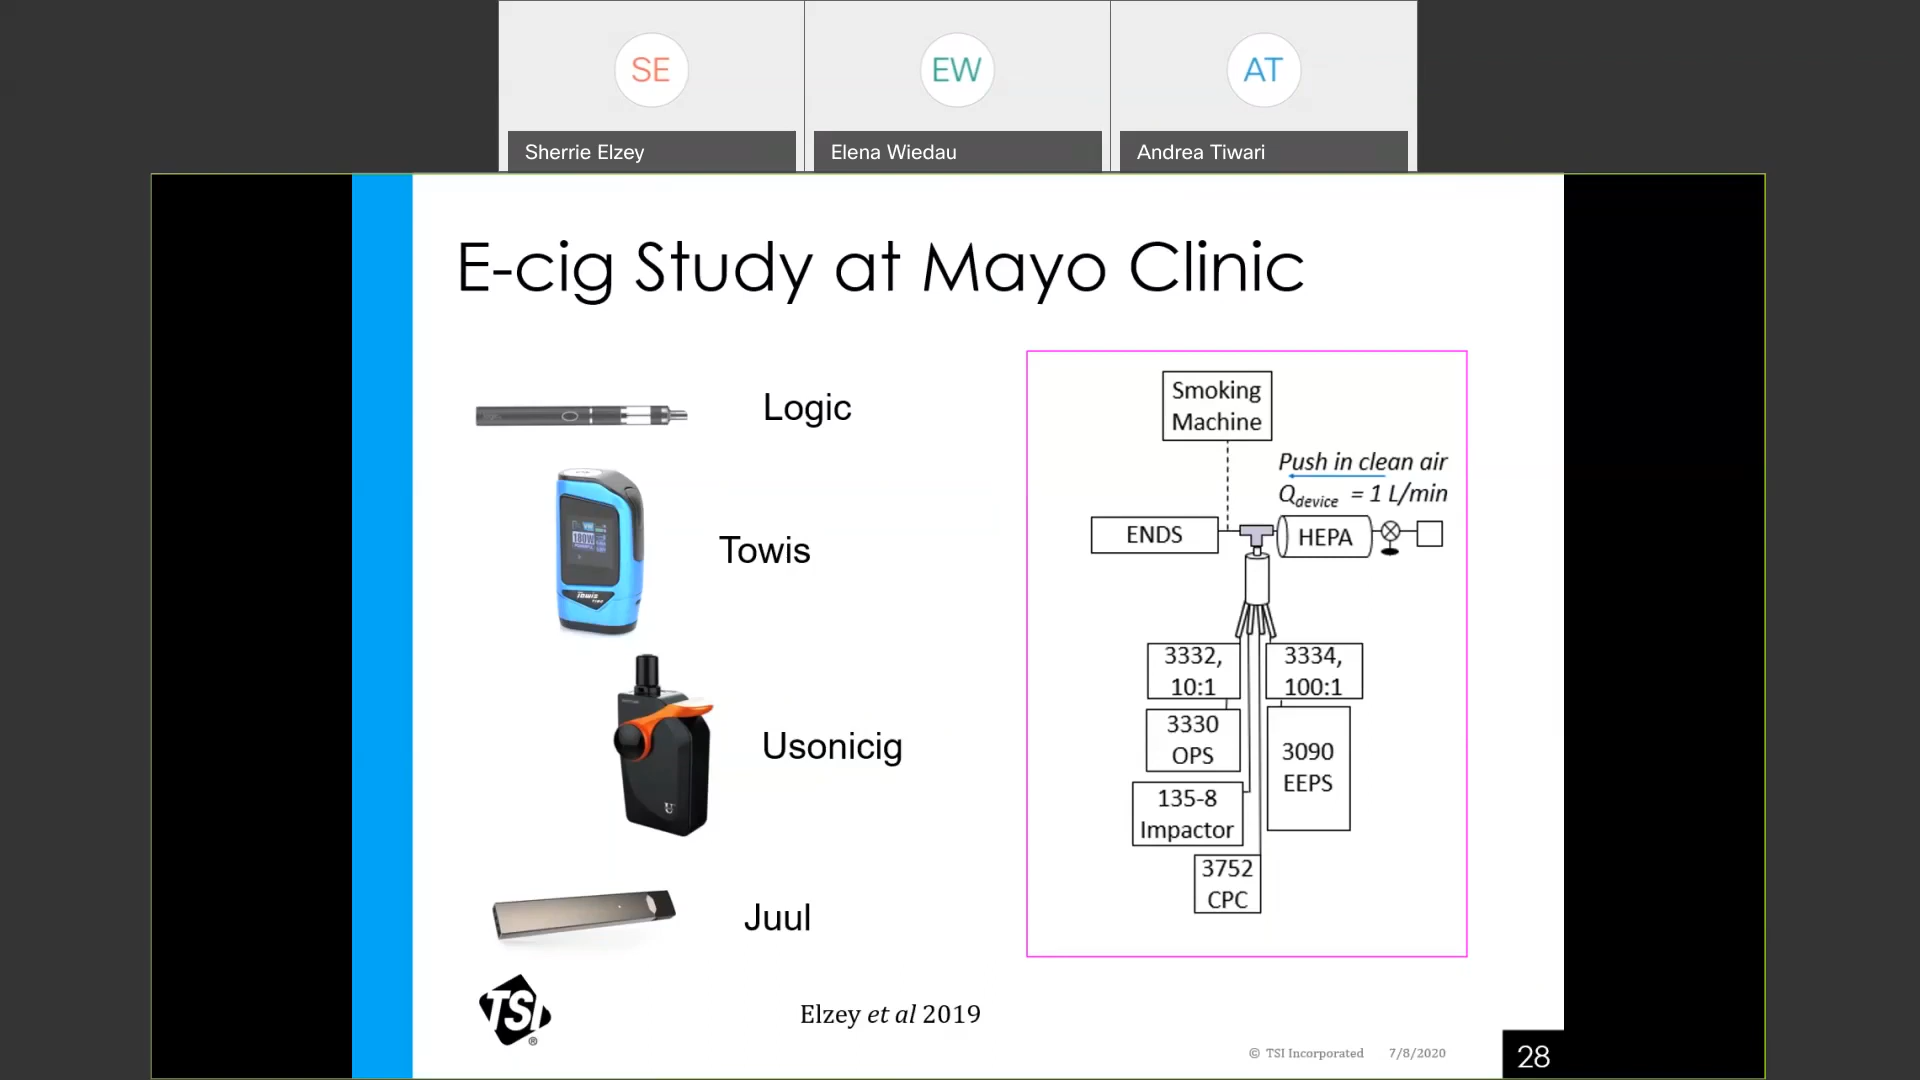 SE
EW
AT
Sherrie Elzey
Elena Wiedau
Andrea Tiwari
E-cig Study at Mayo Clinic
Logic
Towis
Usonicig
Juul
Smoking
Machine
Push in clean air
Qdevice = 1 L/min
ENDS
HEPA
3332,
10:1
3334,
100:1
3330
OPS
3090
EEPS
135-8
Impactor
3752
CPC
180W
U
TSI
®
Elzey et al 2019
© TSI Incorporated 7/8/2020
28